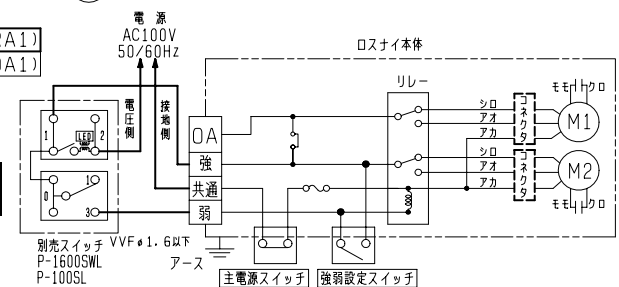 電 源
AC100V
50/60Hz
RA1)
OA1)
ロスナイ本体
リレー
電圧側
接地側
1
LED
2
1
0
3
OA
強
共通
弱
シロ
アオ
アカ
シロ
アオ
アカ
コネクタ
コネクタ
モモ
クロ
M1
M2
モモ
クロ
別売スイッチ
P-1600SWL
P-100SL
VVFφ1.6以下
アース
主電源スイッチ
強弱設定スイッチ